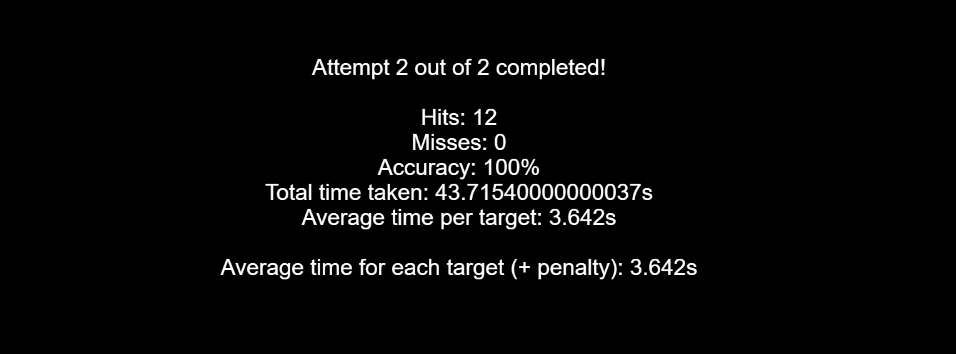 Attempt 2 out of 2 completed!
Hits: 12
Misses: 0
Accuracy: 100%
Total time taken: 43.71540000000037s
Average time per target: 3.642s
Average time for each target (+ penalty): 3.642s